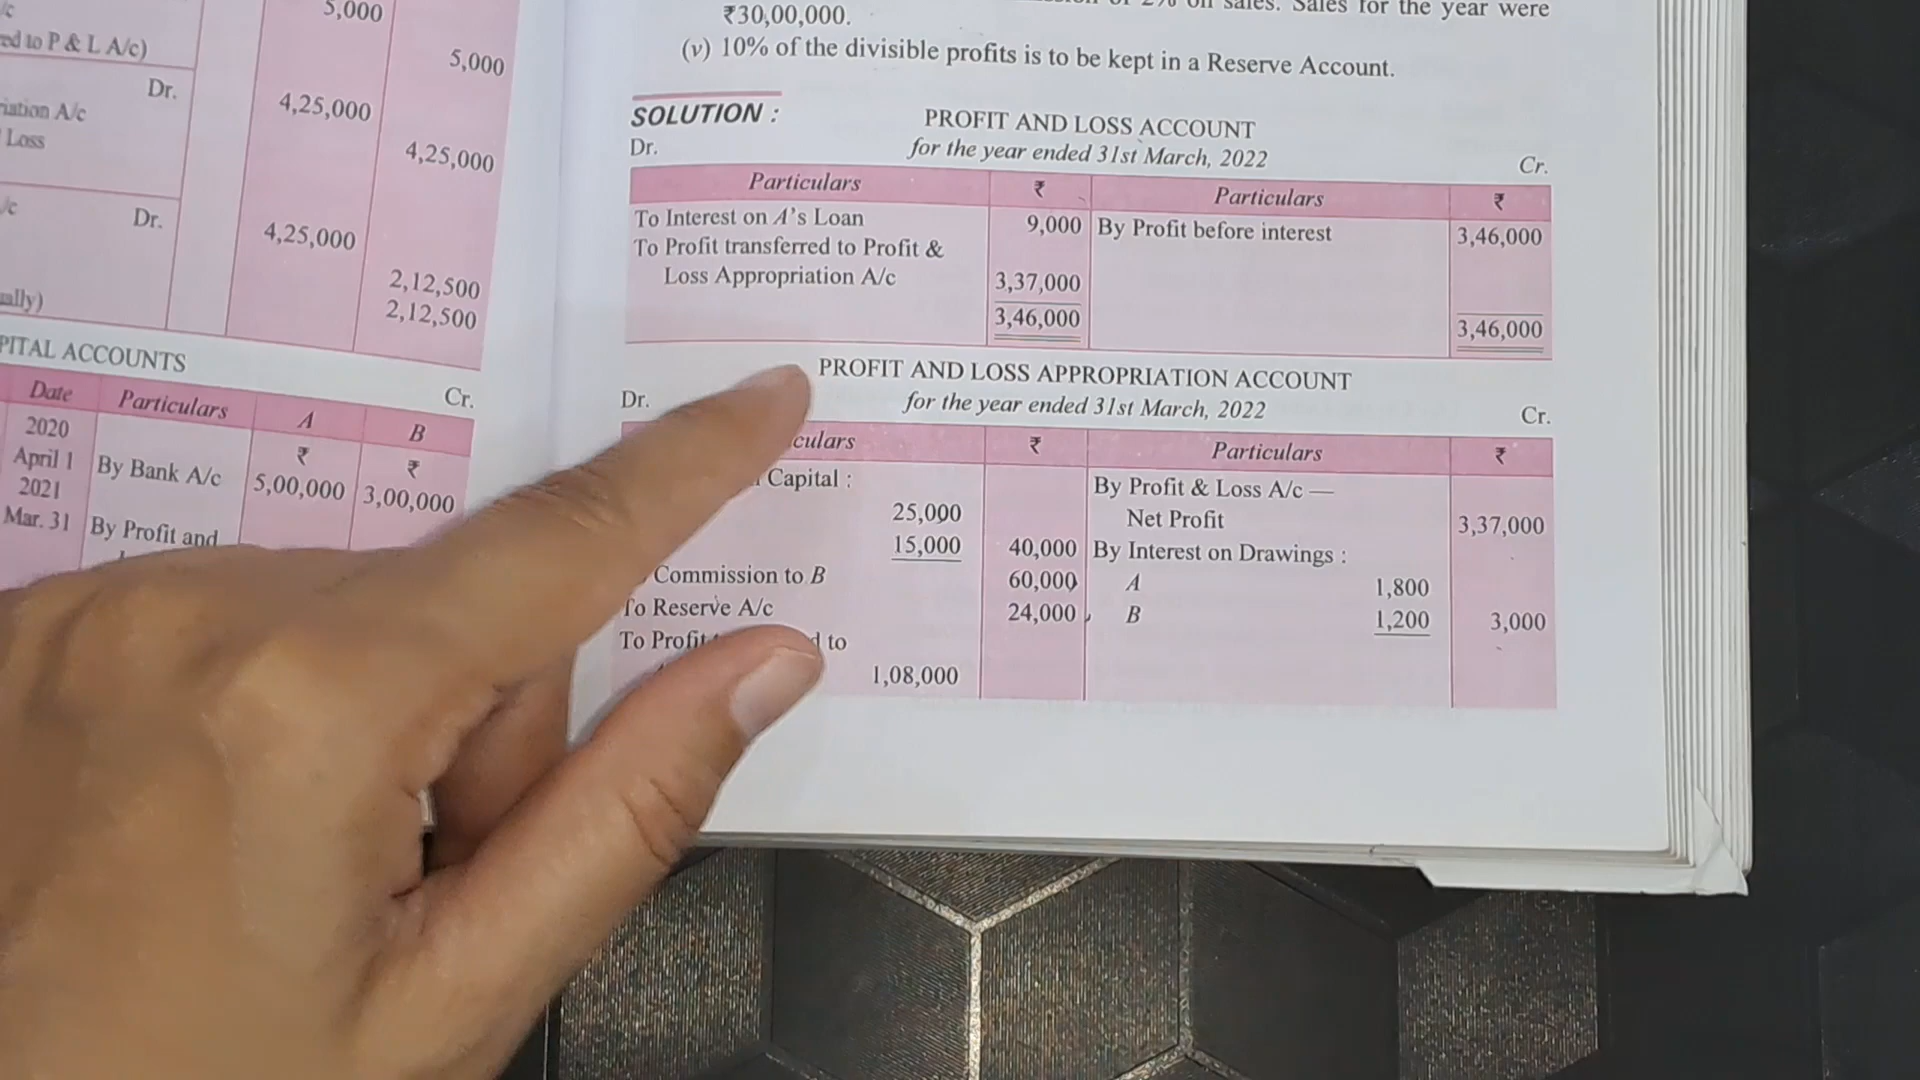 5,000
ed to P & L A/c)
5,000
Dr.
4,25,000
riation A/c
Loss
4,25,000
Dr.
4,25,000
2,12,500
ally)
2,12,500
PITAL ACCOUNTS
Cr.
Date Particulars A B
2020 ₹ ₹
April 1 By Bank A/c 5,00,000 3,00,000
2021
Mar. 31 By Profit and
on sales. Sales for the year were
₹30,00,000.
(v) 10% of the divisible profits is to be kept in a Reserve Account.
SOLUTION : PROFIT AND LOSS ACCOUNT
Dr. for the year ended 31st March, 2022 Cr.
Particulars ₹ Particulars ₹
To Interest on A's Loan 9,000 By Profit before interest 3,46,000
To Profit transferred to Profit &
Loss Appropriation A/c 3,37,000
3,46,000 3,46,000
PROFIT AND LOSS APPROPRIATION ACCOUNT
Dr. for the year ended 31st March, 2022 Cr.
culars ₹ Particulars ₹
Capital : By Profit & Loss A/c —
25,000 Net Profit 3,37,000
15,000 40,000 By Interest on Drawings :
Commission to B 60,000 A 1,800
To Reserve A/c 24,000 B 1,200 3,000
To Profit to
1,08,000